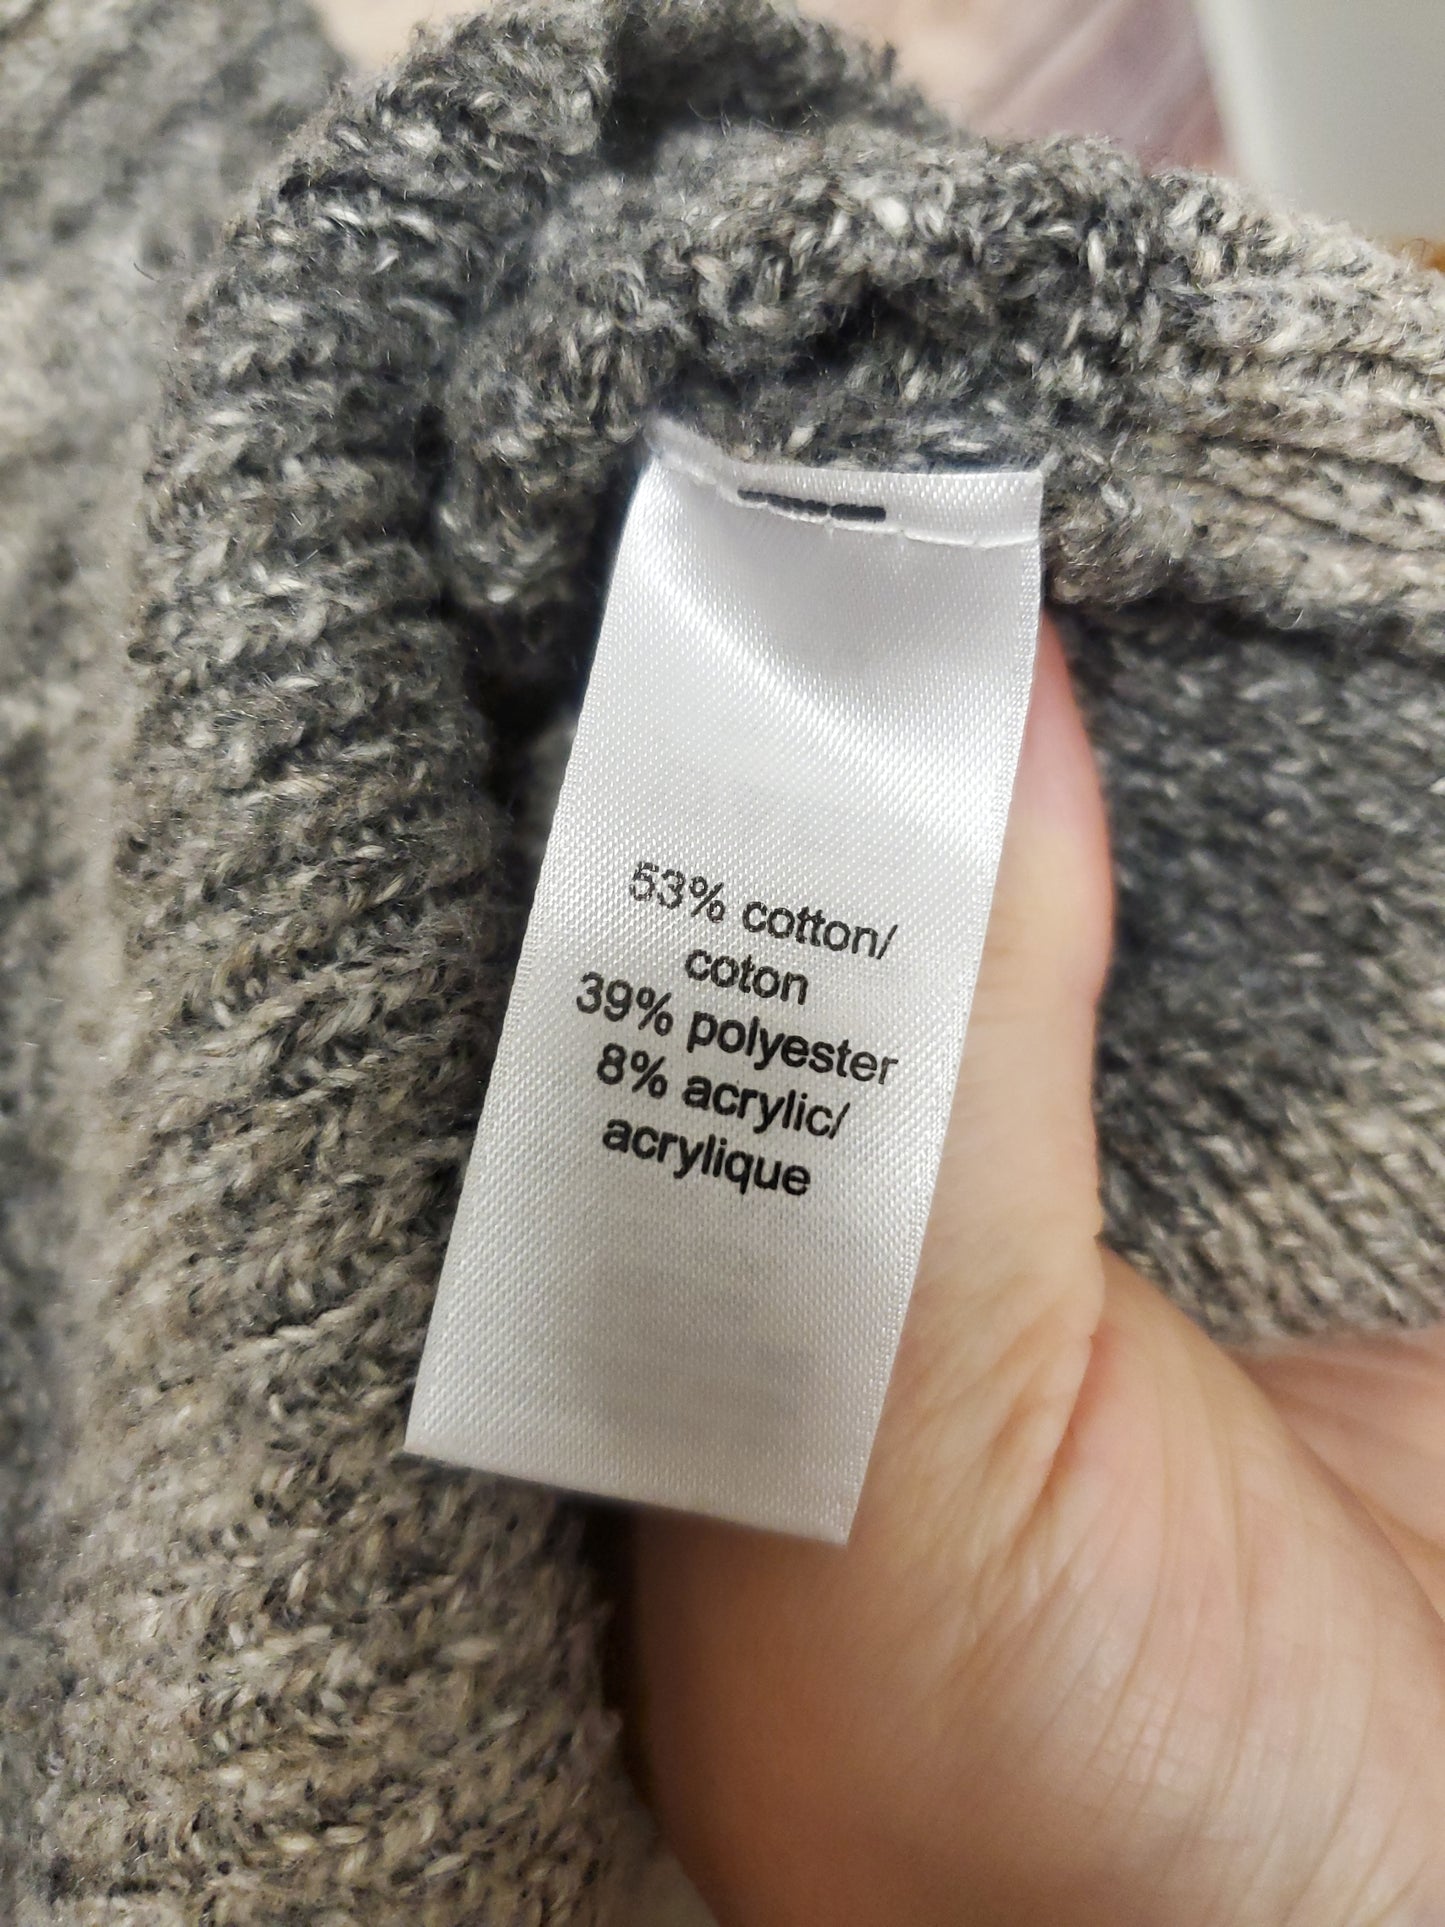 53% cotton/
coton
39% polyester
8% acrylic/
acrylique